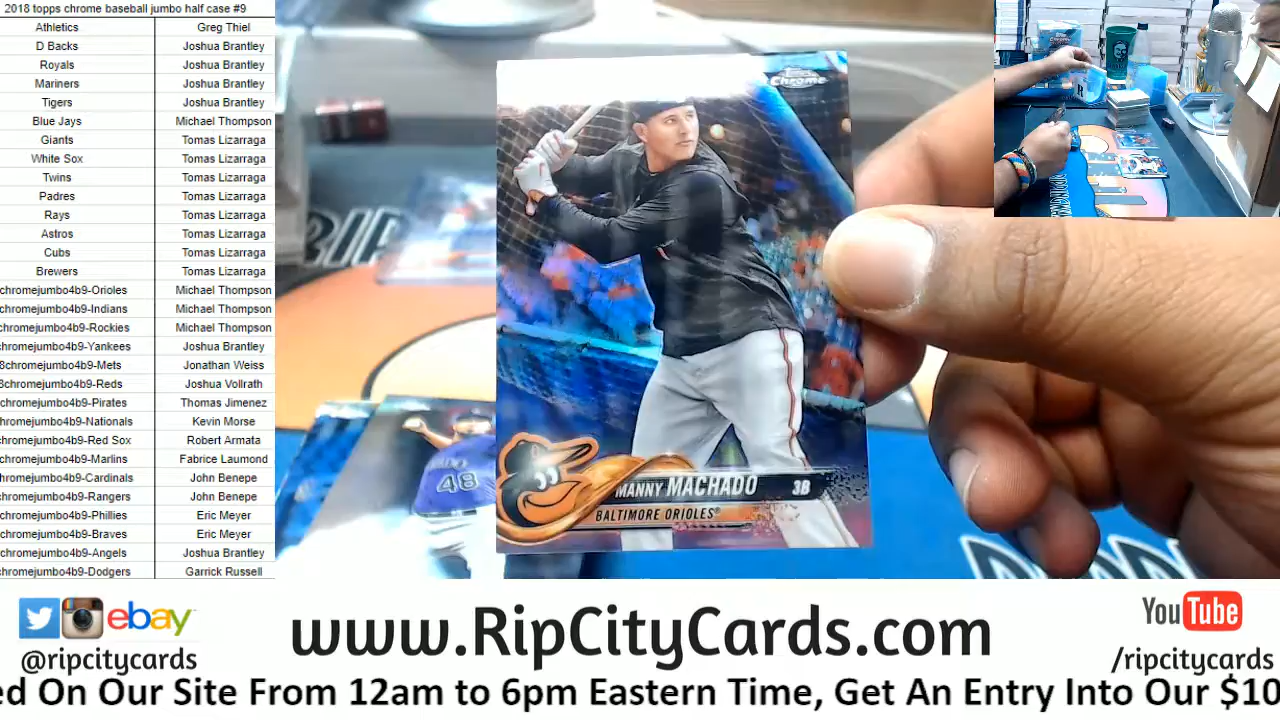 2018 topps chrome baseball jumbo half case #9
Athletics Greg Thiel
D Backs Joshua Brantley
Royals Joshua Brantley
Mariners Joshua Brantley
Tigers Joshua Brantley
Blue Jays Michael Thompson
Giants Tomas Lizarraga
White Sox Tomas Lizarraga
Twins Tomas Lizarraga
Padres Tomas Lizarraga
Rays Tomas Lizarraga
Astros Tomas Lizarraga
Cubs Tomas Lizarraga
Brewers Tomas Lizarraga
chromejumbo4b9-Orioles Michael Thompson
chromejumbo4b9-Indians Michael Thompson
chromejumbo4b9-Rockies Michael Thompson
chromejumbo4b9-Yankees Joshua Brantley
8chromejumbo4b9-Mets Jonathan Weiss
8chromejumbo4b9-Reds Joshua Vollrath
chromejumbo4b9-Pirates Thomas Jimenez
hromejumbo4b9-Nationals Kevin Morse
chromejumbo4b9-Red Sox Robert Armata
chromejumbo4b9-Marlins Fabrice Laumond
hromejumbo4b9-Cardinals John Benepe
chromejumbo4b9-Rangers John Benepe
chromejumbo4b9-Phillies Eric Meyer
chromejumbo4b9-Braves Eric Meyer
chromejumbo4b9-Angels Joshua Brantley
chromejumbo4b9-Dodgers Garrick Russell
Chrome
48
MANNY MACHADO 3B
BALTIMORE ORIOLES
ebay
@ripcitycards
www.RipCityCards.com
YouTube
/ripcitycards
ed On Our Site From 12am to 6pm Eastern Time, Get An Entry Into Our $10